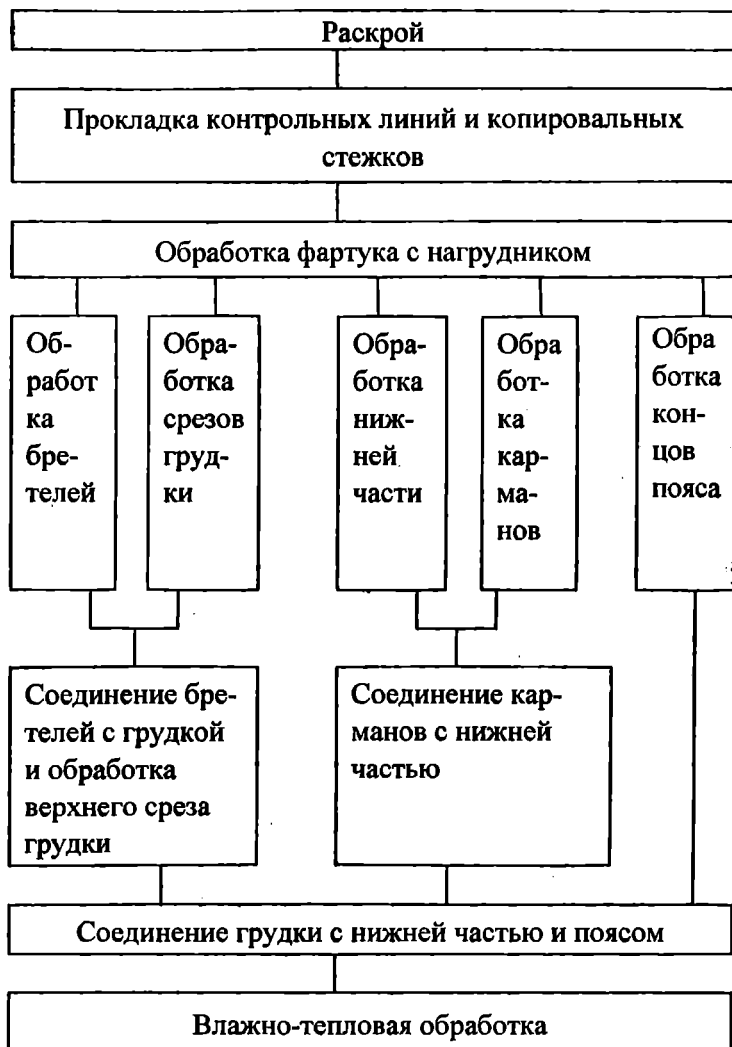 Раскрой
Прокладка контрольных линий и копировальных
стежков
Обработка фартука с нагрудником
Об-
работ
ка
бре-
телей
Обра-
ботка
срезов
груд-
ки
Обра-
ботка
ниж-
ней
части
Обра
бот-
ка
кар-
ма-
нов
Обра
ботка
кон-
цов
пояса
Соединение бре-
телей с грудкой
и обработка
верхнего среза
грудки
Соединение кар-
манов с нижней
частью
Соединение грудки с нижней частью и поясом
Влажно-тепловая обработка